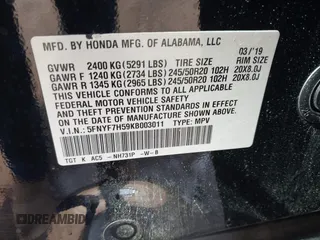 MFD. BY HONDA MFG. OF ALABAMA, LLC
03/'19
GVWR 2400 KG (5291 LBS) TIRE SIZE RIM SIZE
GAWR F 1240 KG (2734 LBS) 245/50R20 102H 20X8.0J
GAWR R 1345 KG (2965 LBS) 245/50R20 102H 20X8.0J
THIS VEHICLE CONFORMS TO ALL APPLICABLE
FEDERAL MOTOR VEHICLE SAFETY AND THEFT
PREVENTION STANDARDS IN EFFECT ON THE DATE
OF MANUFACTURE SHOWN ABOVE.
V.I.N.: 5FNYF7H59KB003011 TYPE: MPV
TGT K AC5 -NH731P -W-B
DREAMBID